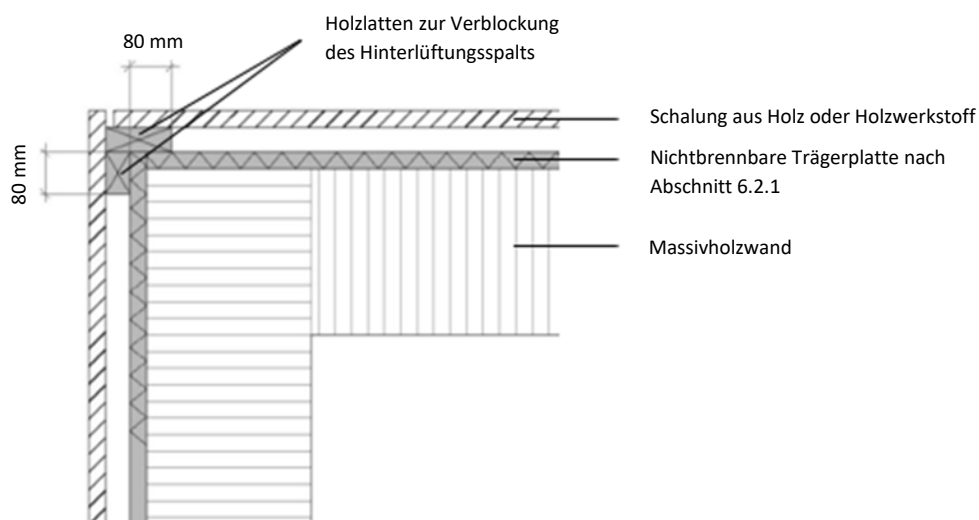 Holzlatten zur Verblockung
des Hinterlüftungsspalts
80 mm
Schalung aus Holz oder Holzwerkstoff
Nichtbrennbare Trägerplatte nach
Abschnitt 6.2.1
80 mm
Massivholzwand